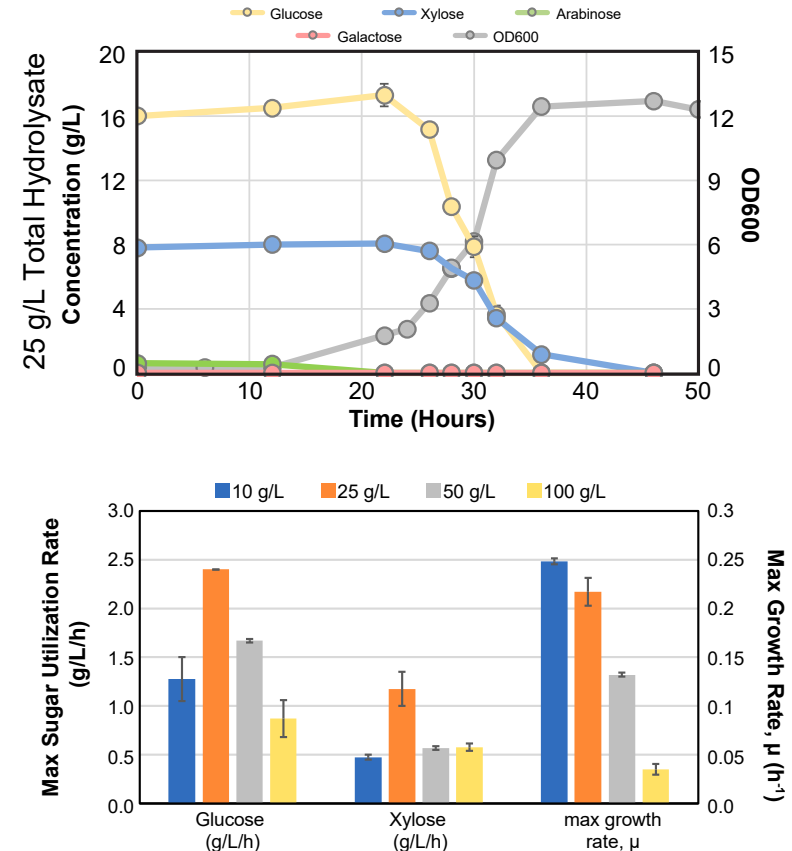 Glucose Xylose Arabinose
Galactose OD600
25 g/L Total Hydrolysate
Concentration (g/L)
20
16
12
8
4
0
15
12
9
6
3
0
OD600
0 10 20 30 40 50
Time (Hours)
10 g/L 25 g/L 50 g/L 100 g/L
Max Sugar Utilization Rate
(g/L/h)
3.0
2.5
2.0
1.5
1.0
0.5
0.0
0.3
0.25
0.2
0.15
0.1
0.05
0.0
Max Growth Rate, µ (h-1)
Glucose
(g/L/h)
Xylose
(g/L/h)
max growth
rate, µ